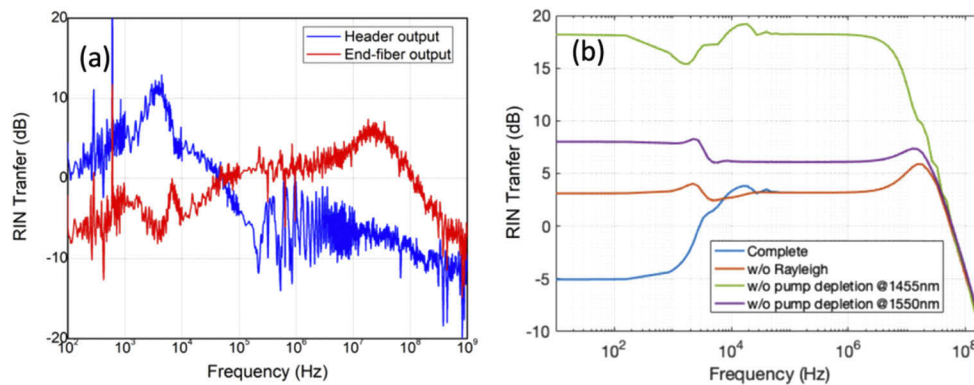 (a)
Header output
End-fiber output
RIN Tranfer (dB)
20
10
0
-10
-20
10² 10³ 10⁴ 10⁵ 10⁶ 10⁷ 10⁸ 10⁹
Frequency (Hz)
(b)
RIN Tranfer (dB)
20
15
10
5
0
-5
-10
Complete
w/o Rayleigh
w/o pump depletion @1455nm
w/o pump depletion @1550nm
10² 10⁴ 10⁶ 10⁸
Frequency (Hz)